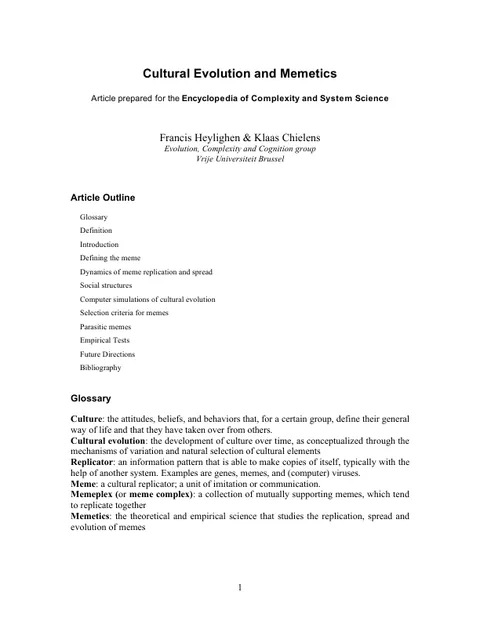 Cultural Evolution and Memetics
Article prepared for the Encyclopedia of Complexity and System Science
Francis Heylighen & Klaas Chielens
Evolution, Complexity and Cognition group
Vrije Universiteit Brussel
Article Outline
Glossary
Definition
Introduction
Defining the meme
Dynamics of meme replication and spread
Social structures
Computer simulations of cultural evolution
Selection criteria for memes
Parasitic memes
Empirical Tests
Future Directions
Bibliography
Glossary
Culture: the attitudes, beliefs, and behaviors that, for a certain group, define their general
way of life and that they have taken over from others.
Cultural evolution: the development of culture over time, as conceptualized through the
mechanisms of variation and natural selection of cultural elements
Replicator: an information pattern that is able to make copies of itself, typically with the
help of another system. Examples are genes, memes, and (computer) viruses.
Meme: a cultural replicator; a unit of imitation or communication.
Memeplex (or meme complex): a collection of mutually supporting memes, which tend
to replicate together
Memetics: the theoretical and empirical science that studies the replication, spread and
evolution of memes
1